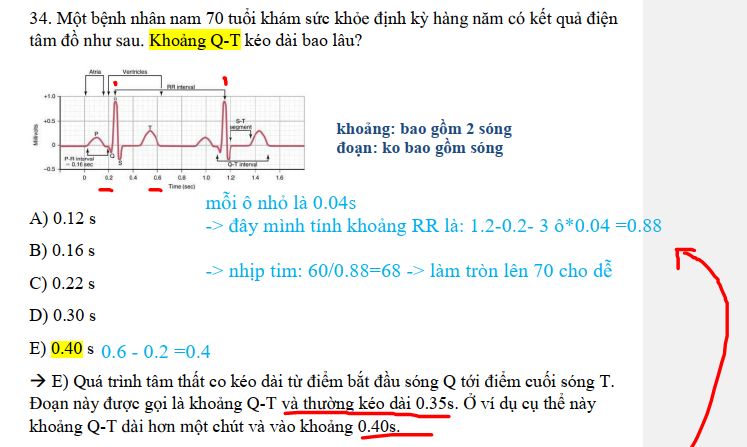 34. Một bệnh nhân nam 70 tuổi khám sức khỏe định kỳ hàng năm có kết quả điện
tâm đồ như sau. Khoảng Q-T kéo dài bao lâu?
Atria
Ventricles
RR interval
+1.0
+0.5
0
−0.5
Millivolts
P
R
Q
S
T
S-T
segment
P-R interval
= 0.16 sec
Q-T interval
0 0.2 0.4 0.6 0.8 1.0 1.2 1.4 1.6
Time (sec)
khoảng: bao gồm 2 sóng
đoạn: ko bao gồm sóng
mỗi ô nhỏ là 0.04s
-> đây mình tính khoảng RR là: 1.2-0.2- 3 ô*0.04 =0.88
-> nhịp tim: 60/0.88=68 -> làm tròn lên 70 cho dễ
A) 0.12 s
B) 0.16 s
C) 0.22 s
D) 0.30 s
E) 0.40 s 0.6 - 0.2 =0.4
→ E) Quá trình tâm thất co kéo dài từ điểm bắt đầu sóng Q tới điểm cuối sóng T.
Đoạn này được gọi là khoảng Q-T và thường kéo dài 0.35s. Ở ví dụ cụ thể này
khoảng Q-T dài hơn một chút và vào khoảng 0.40s.